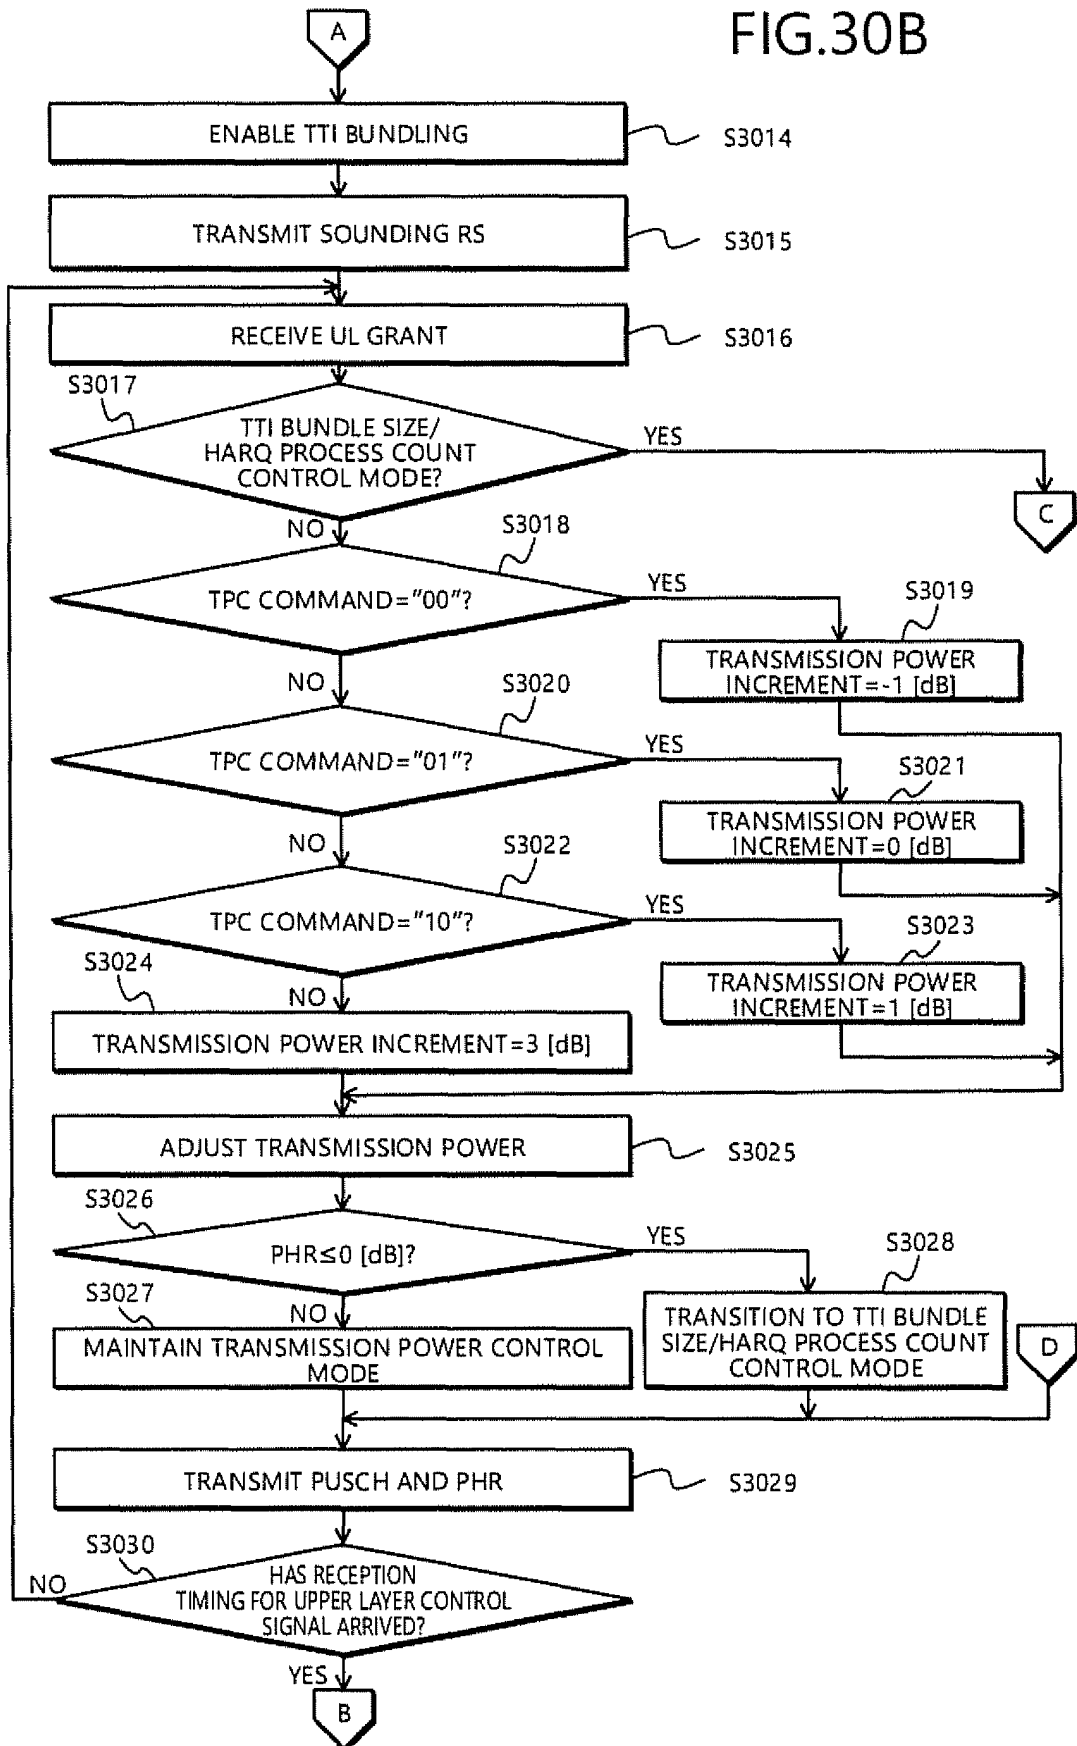 FIG.30B
A
ENABLE TTI BUNDLING
S3014
TRANSMIT SOUNDING RS
S3015
RECEIVE UL GRANT
S3016
S3017
TTI BUNDLE SIZE/
HARQ PROCESS COUNT
CONTROL MODE?
YES
C
NO
S3018
TPC COMMAND="00"?
YES
S3019
TRANSMISSION POWER
INCREMENT=-1 [dB]
NO
S3020
TPC COMMAND="01"?
YES
S3021
TRANSMISSION POWER
INCREMENT=0 [dB]
NO
S3022
TPC COMMAND="10"?
YES
S3023
TRANSMISSION POWER
INCREMENT=1 [dB]
S3024
NO
TRANSMISSION POWER INCREMENT=3 [dB]
ADJUST TRANSMISSION POWER
S3025
S3026
PHR≤0 [dB]?
YES
S3028
TRANSITION TO TTI BUNDLE
SIZE/HARQ PROCESS COUNT
CONTROL MODE
D
S3027
NO
MAINTAIN TRANSMISSION POWER CONTROL
MODE
TRANSMIT PUSCH AND PHR
S3029
S3030
NO
HAS RECEPTION
TIMING FOR UPPER LAYER CONTROL
SIGNAL ARRIVED?
YES
B